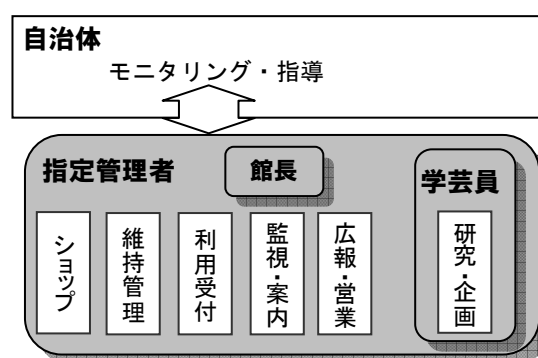 自治体
モニタリング・指導
指定管理者
館長
学芸員
ショップ
維持管理
利用受付
監視・案内
広報・営業
研究・企画